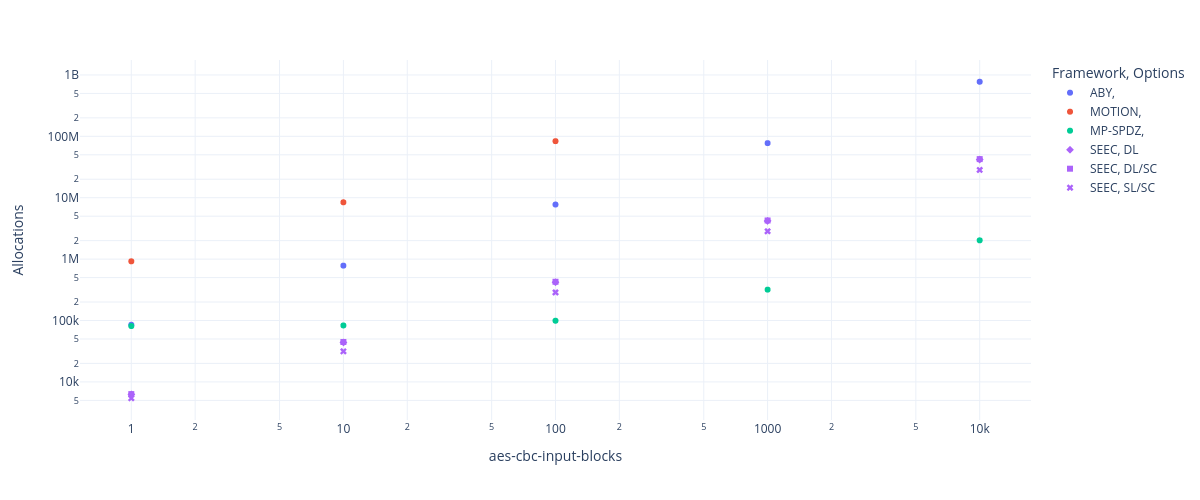 1B
5
2
100M
5
2
10M
5
2
1M
5
2
100k
5
2
10k
5
Allocations
1 2 5 10 2 5 100 2 5 1000 2 5 10k
aes-cbc-input-blocks
Framework, Options
ABY,
MOTION,
MP-SPDZ,
SEEC, DL
SEEC, DL/SC
SEEC, SL/SC